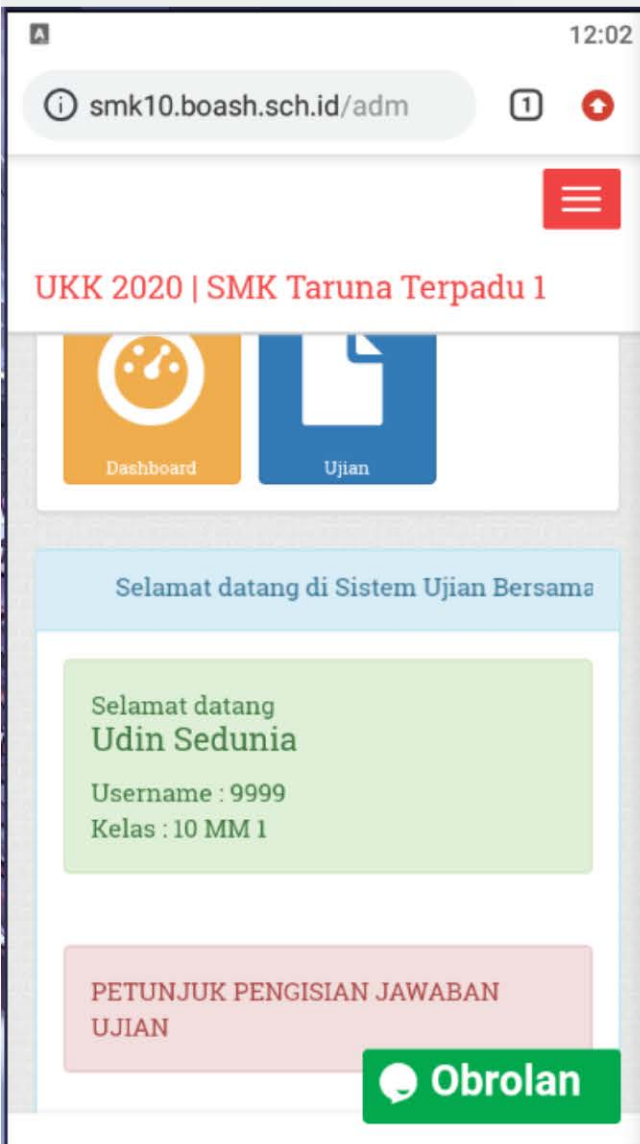 A
12:02
smk10.boash.sch.id/adm
1
UKK 2020 | SMK Taruna Terpadu 1
Dashboard
Ujian
Selamat datang di Sistem Ujian Bersama
Selamat datang
Udin Sedunia
Username : 9999
Kelas : 10 MM 1
PETUNJUK PENGISIAN JAWABAN
UJIAN
Obrolan